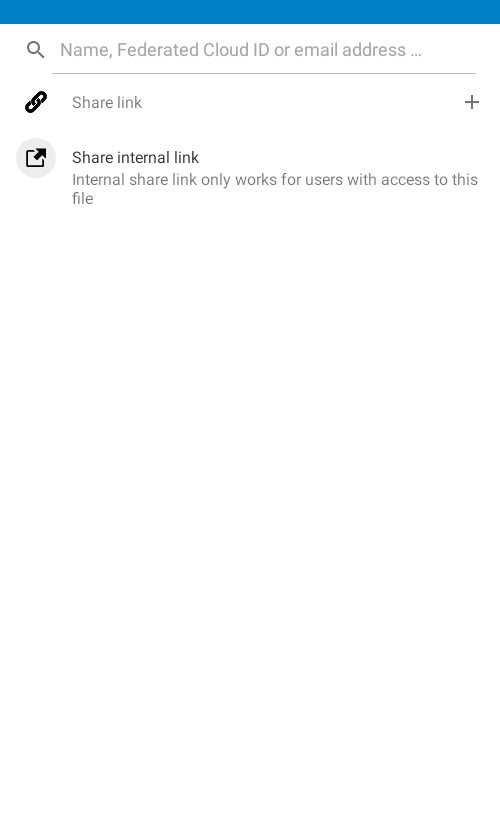 Name, Federated Cloud ID or email address …
Share link
Share internal link
Internal share link only works for users with access to this
file